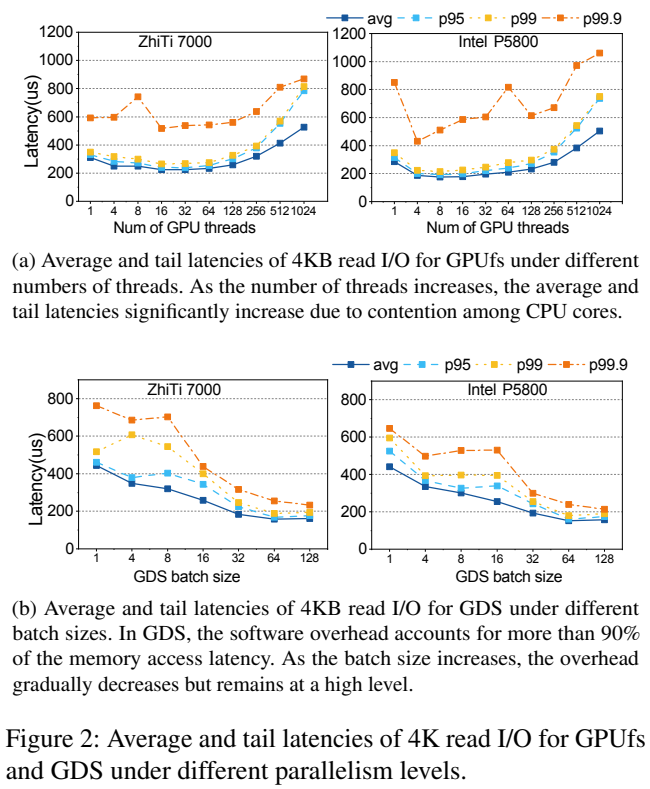 avg p95 p99 p99.9
ZhiTi 7000 Intel P5800
1200 1200
1000 1000
800 800
600 600
400 400
200 200
0 0
Latency(us)
1 4 8 16 32 64 128 256 512 1024 1 4 8 16 32 64 128 256 512 1024
Num of GPU threads Num of GPU threads
(a) Average and tail latencies of 4KB read I/O for GPUfs under different
numbers of threads. As the number of threads increases, the average and
tail latencies significantly increase due to contention among CPU cores.
avg p95 p99 p99.9
ZhiTi 7000 Intel P5800
800 800
600 600
400 400
200 200
0 0
Latency(us)
1 4 8 16 32 64 128 1 4 8 16 32 64 128
GDS batch size GDS batch size
(b) Average and tail latencies of 4KB read I/O for GDS under different
batch sizes. In GDS, the software overhead accounts for more than 90%
of the memory access latency. As the batch size increases, the overhead
gradually decreases but remains at a high level.
Figure 2: Average and tail latencies of 4K read I/O for GPUfs
and GDS under different parallelism levels.